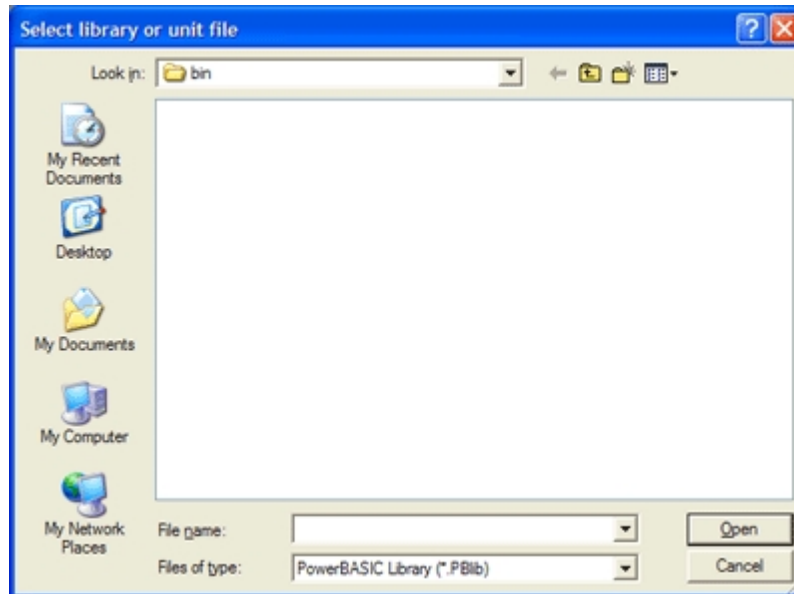 Select library or unit file
Look in: bin
My Recent
Documents
Desktop
My Documents
My Computer
My Network
Places
File name:
Open
Files of type: PowerBASIC Library (*.PBlib)
Cancel